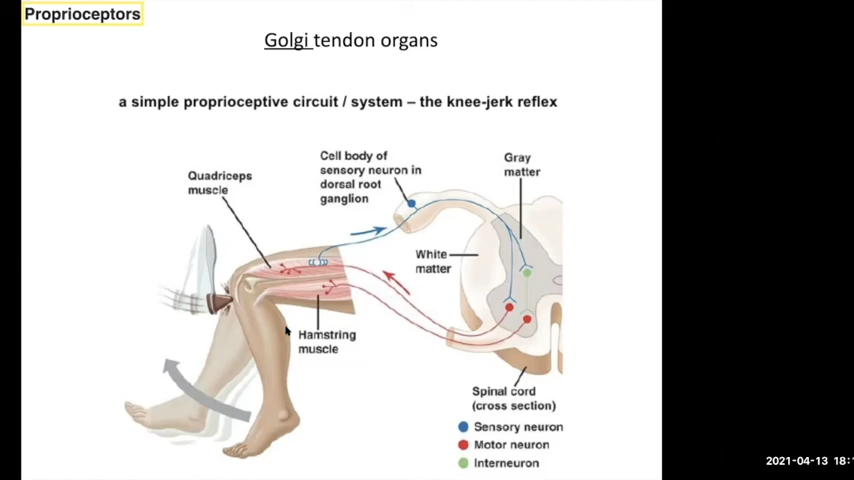 Proprioceptors
Golgi tendon organs
a simple proprioceptive circuit / system – the knee-jerk reflex
Cell body of
sensory neuron in
dorsal root
ganglion
Gray
matter
Quadriceps
muscle
White
matter
Hamstring
muscle
Spinal cord
(cross section)
Sensory neuron
Motor neuron
Interneuron
2021-04-13 18:1